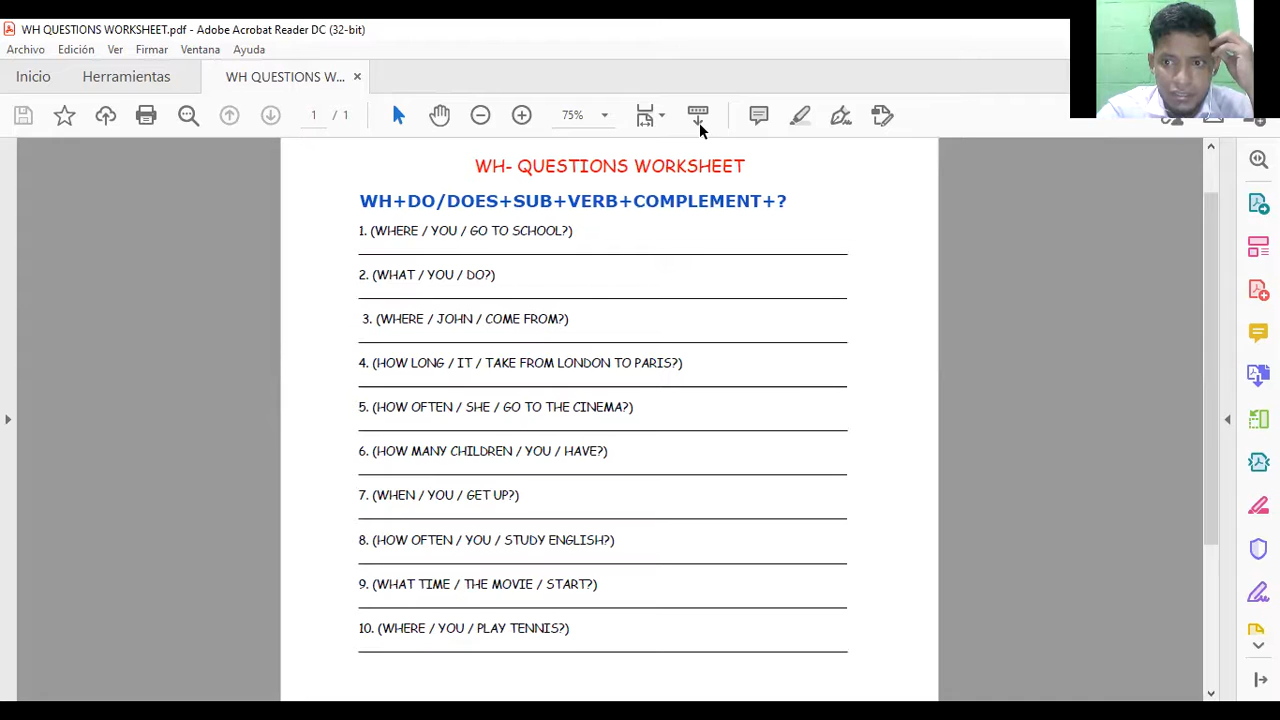 WH QUESTIONS WORKSHEET.pdf - Adobe Acrobat Reader DC (32-bit)
Archivo Edición Ver Firmar Ventana Ayuda
Inicio Herramientas WH QUESTIONS W... ×
1 / 1 75%
WH- QUESTIONS WORKSHEET
WH+DO/DOES+SUB+VERB+COMPLEMENT+?
1. (WHERE / YOU / GO TO SCHOOL?)
2. (WHAT / YOU / DO?)
3. (WHERE / JOHN / COME FROM?)
4. (HOW LONG / IT / TAKE FROM LONDON TO PARIS?)
5. (HOW OFTEN / SHE / GO TO THE CINEMA?)
6. (HOW MANY CHILDREN / YOU / HAVE?)
7. (WHEN / YOU / GET UP?)
8. (HOW OFTEN / YOU / STUDY ENGLISH?)
9. (WHAT TIME / THE MOVIE / START?)
10. (WHERE / YOU / PLAY TENNIS?)